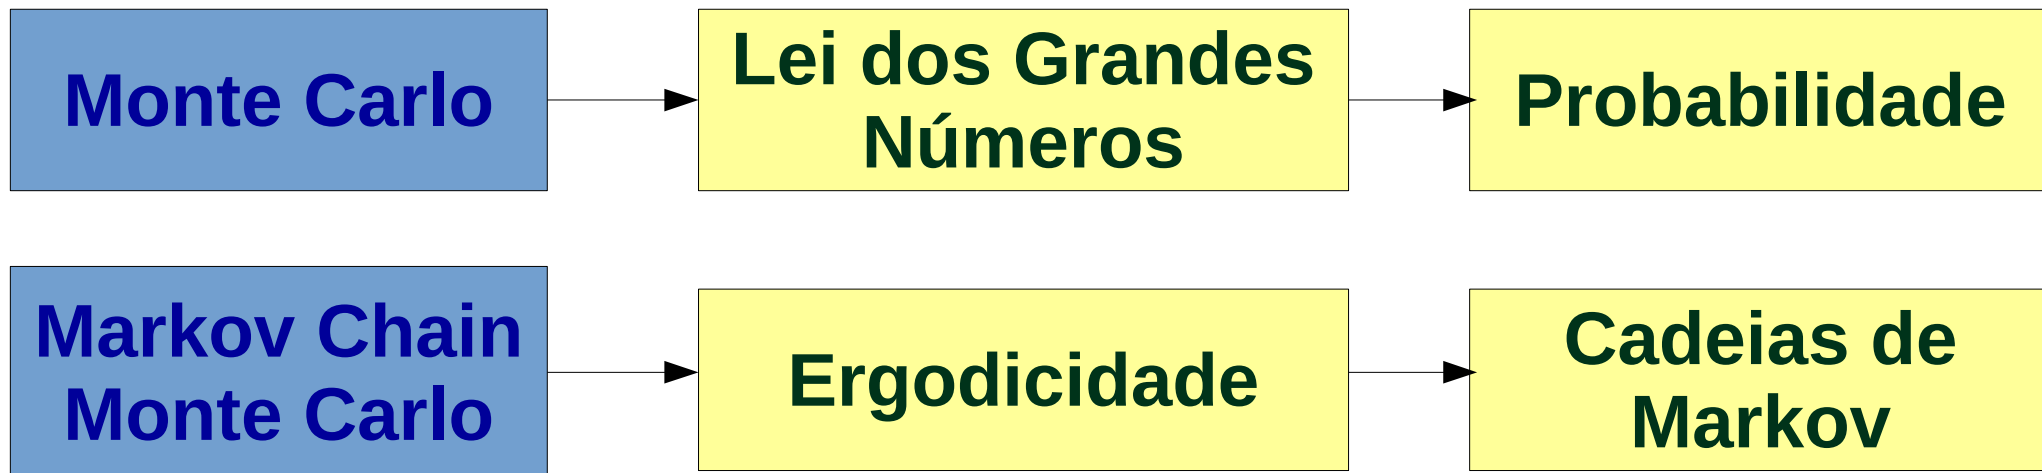 Monte Carlo
Lei dos Grandes
Números
Probabilidade
Markov Chain
Monte Carlo
Ergodicidade
Cadeias de
Markov